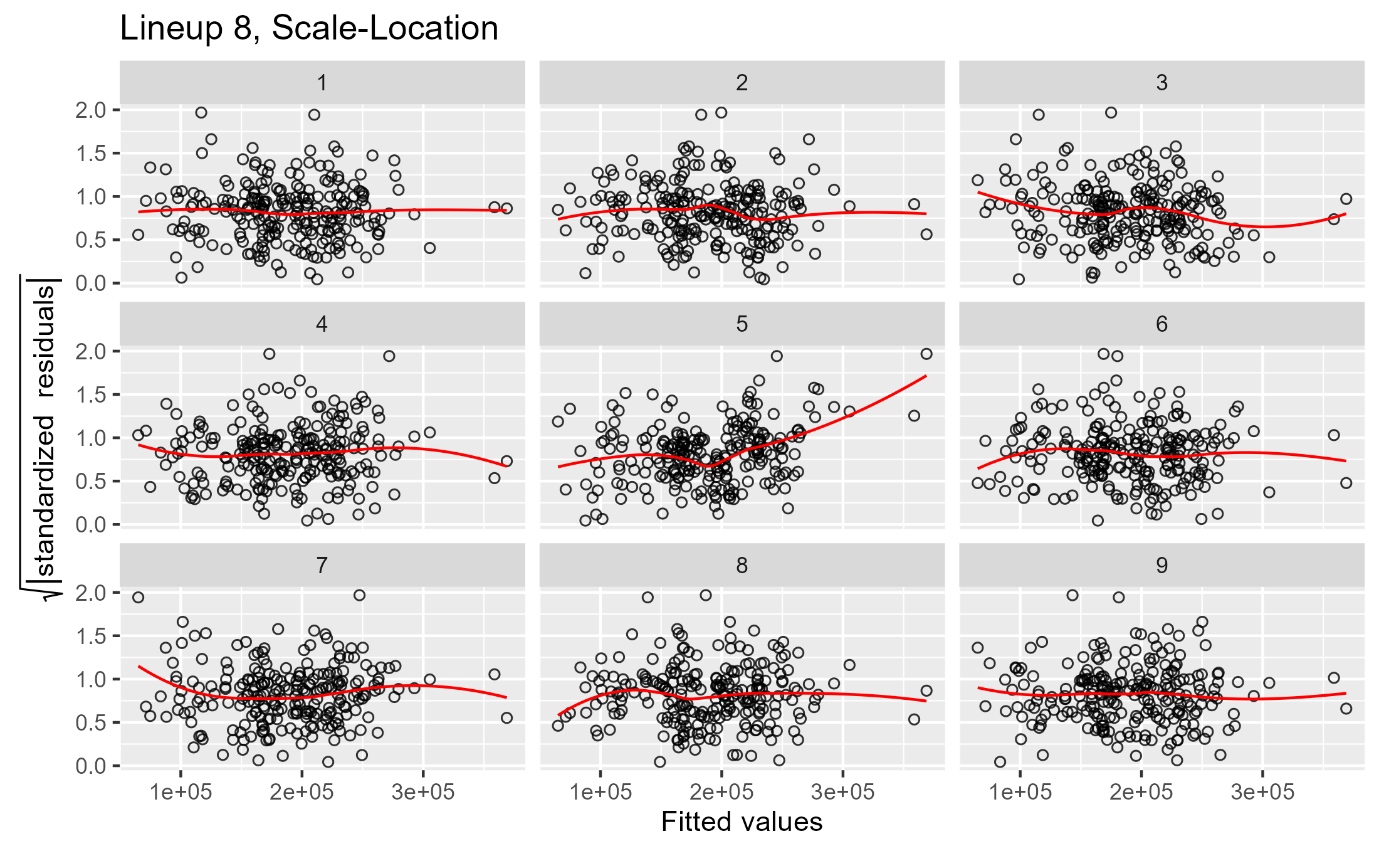 Lineup 8, Scale-Location
1 2 3
2.0
1.5
1.0
0.5
0.0
4 5 6
2.0
1.5
1.0
0.5
0.0
7 8 9
2.0
1.5
1.0
0.5
0.0
√|standardized residuals|
1e+05 2e+05 3e+05 1e+05 2e+05 3e+05 1e+05 2e+05 3e+05
Fitted values